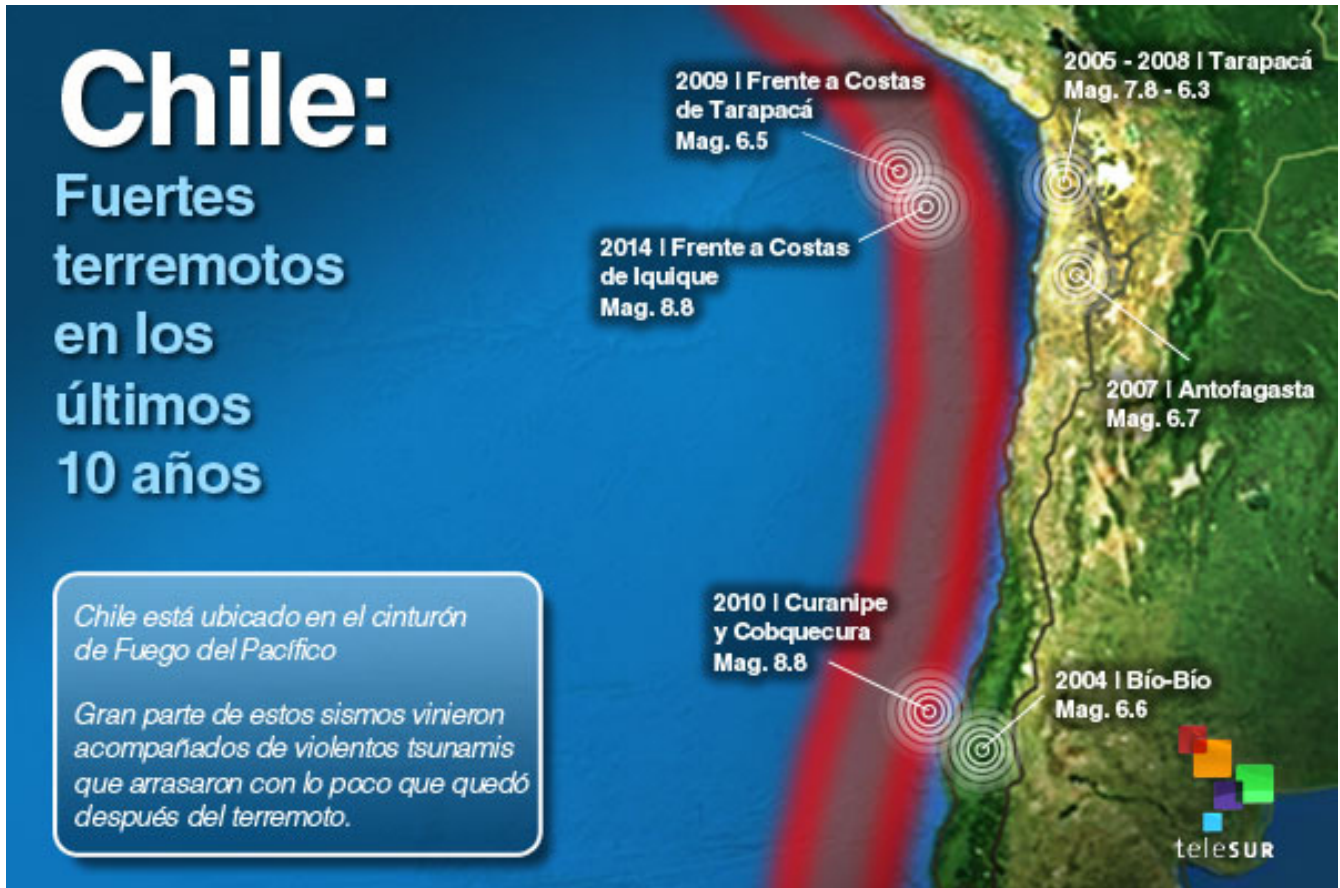 Chile:
Fuertes
terremotos
en los
últimos
10 años
Chile está ubicado en el cinturón
de Fuego del Pacífico
Gran parte de estos sismos vinieron
acompañados de violentos tsunamis
que arrasaron con lo poco que quedó
después del terremoto.
2009 | Frente a Costas
de Tarapacá
Mag. 6.5
2005 - 2008 | Tarapacá
Mag. 7.8 - 6.3
2014 | Frente a Costas
de Iquique
Mag. 8.8
2007 | Antofagasta
Mag. 6.7
2010 | Curanipe
y Cobquecura
Mag. 8.8
2004 | Bío-Bío
Mag. 6.6
teleSUR